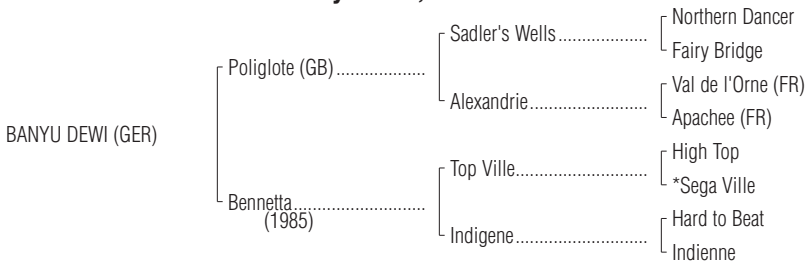 Northern Dancer
Sadler's Wells...................
Fairy Bridge
Poliglote (GB)...................
Val de l'Orne (FR)
Alexandrie.........................
Apachee (FR)
BANYU DEWI (GER)
High Top
Top Ville............................
*Sega Ville
Bennetta............................
(1985)
Hard to Beat
Indigene............................
Indienne